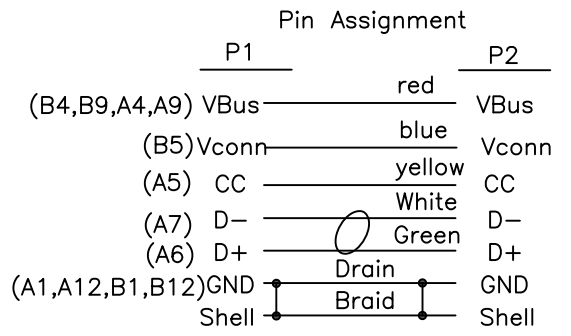 Pin Assignment
P1 P2
red
(B4,B9,A4,A9) VBus VBus
blue
(B5) Vconn Vconn
yellow
(A5) CC CC
White
(A7) D- D-
Green
(A6) D+ D+
Drain
(A1,A12,B1,B12) GND GND
Braid
Shell Shell